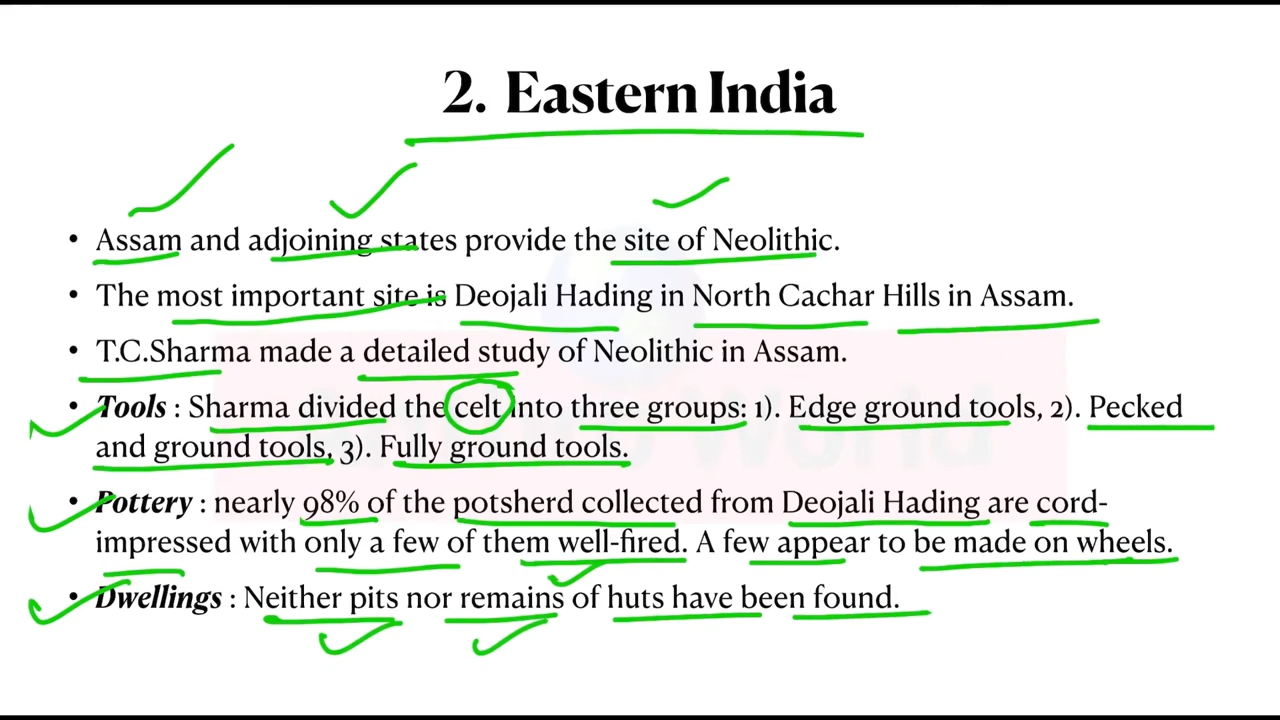 2. Eastern India
• Assam and adjoining states provide the site of Neolithic.
• The most important site is Deojali Hading in North Cachar Hills in Assam.
• T.C.Sharma made a detailed study of Neolithic in Assam.
• Tools : Sharma divided the celt into three groups: 1). Edge ground tools, 2). Pecked
and ground tools, 3). Fully ground tools.
• Pottery : nearly 98% of the potsherd collected from Deojali Hading are cord-
impressed with only a few of them well-fired. A few appear to be made on wheels.
• Dwellings : Neither pits nor remains of huts have been found.